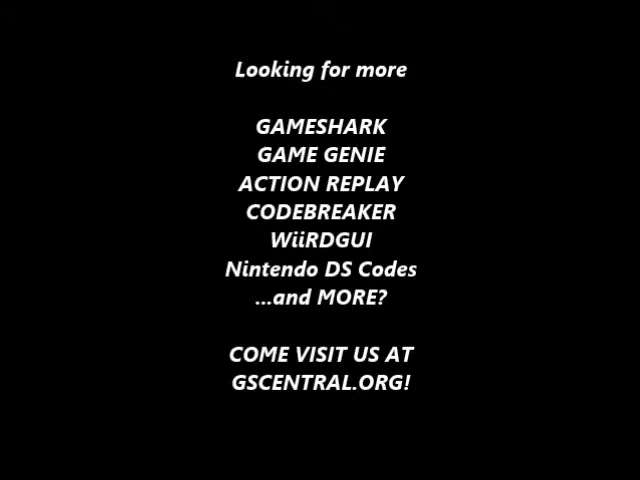 Looking for more
GAMESHARK
GAME GENIE
ACTION REPLAY
CODEBREAKER
WiiRDGUI
Nintendo DS Codes
...and MORE?
COME VISIT US AT
GSCENTRAL.ORG!